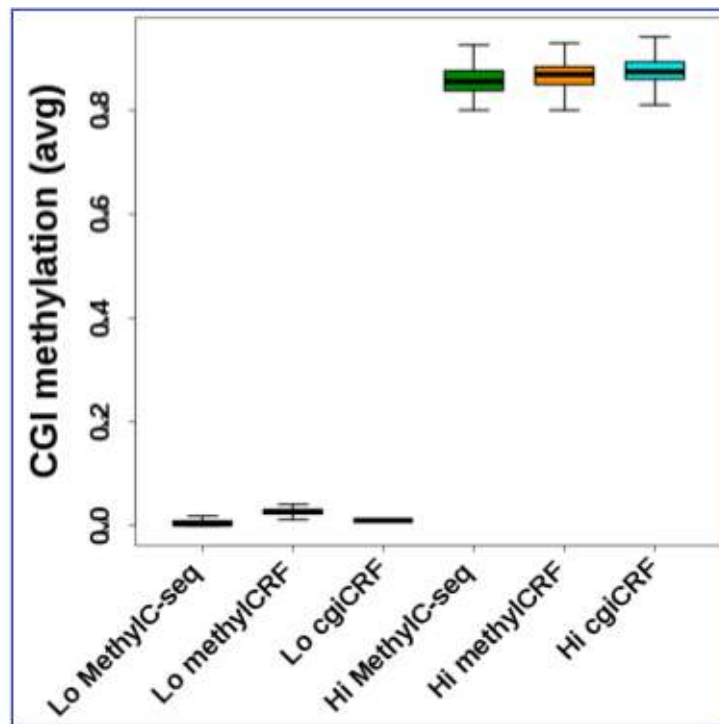 CGI methylation (avg)
0.8
0.6
0.4
0.2
0.0
Lo MethylC-seq
Lo methylCRF
Lo cgiCRF
Hi MethylC-seq
Hi methylCRF
Hi cgiCRF